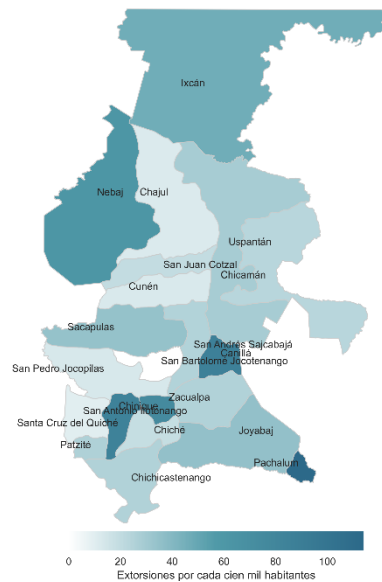 Ixcán
Nebaj
Chajul
Uspantán
San Juan Cotzal
Chicamán
Cunén
Sacapulas
San Andrés Sajcabajá
Canillá
San Bartolomé Jocotenango
San Pedro Jocopilas
Zacualpa
Chinique
San Antonio Ilotenango
Santa Cruz del Quiché
Chiché
Joyabaj
Patzité
Pachalum
Chichicastenango
0 20 40 60 80 100
Extorsiones por cada cien mil habitantes